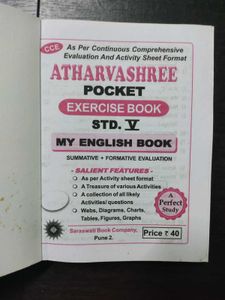 CCE
As Per Continuous Comprehensive
Evaluation And Activity Sheet Format
ATHARVASHREE
POCKET
EXERCISE BOOK
STD. V
MY ENGLISH BOOK
SUMMATIVE + FORMATIVE EVALUATION
- SALIENT FEATURES -
As per Activity sheet format
A Treasure of various Activities
A collection of all likely
Activities/ questions
Webs, Diagrams, Charts,
Tables, Figures, Graphs
A
Perfect
Study
Saraswati Book Company,
Pune 2.
Price ₹ 40